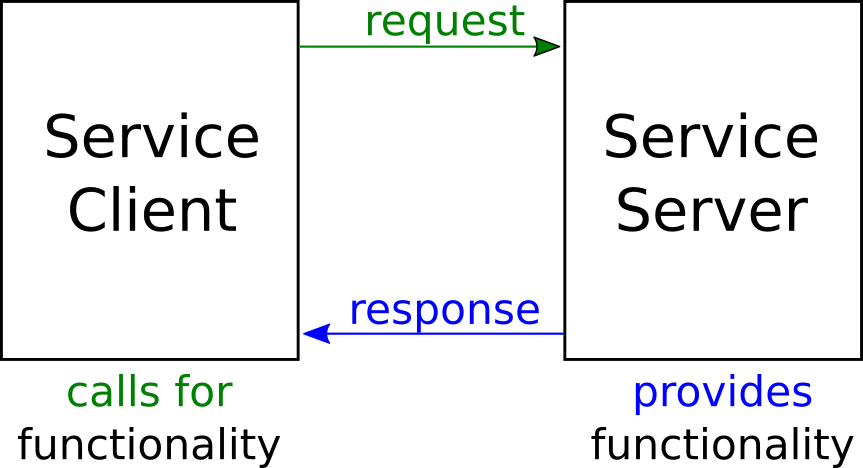 request
Service
Client
Service
Server
response
calls for
functionality
provides
functionality